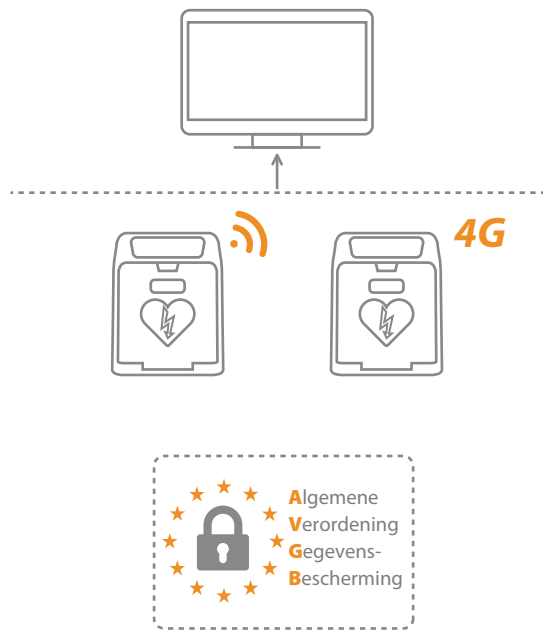 4G
Algemene
Verordening
Gegevens-
Bescherming